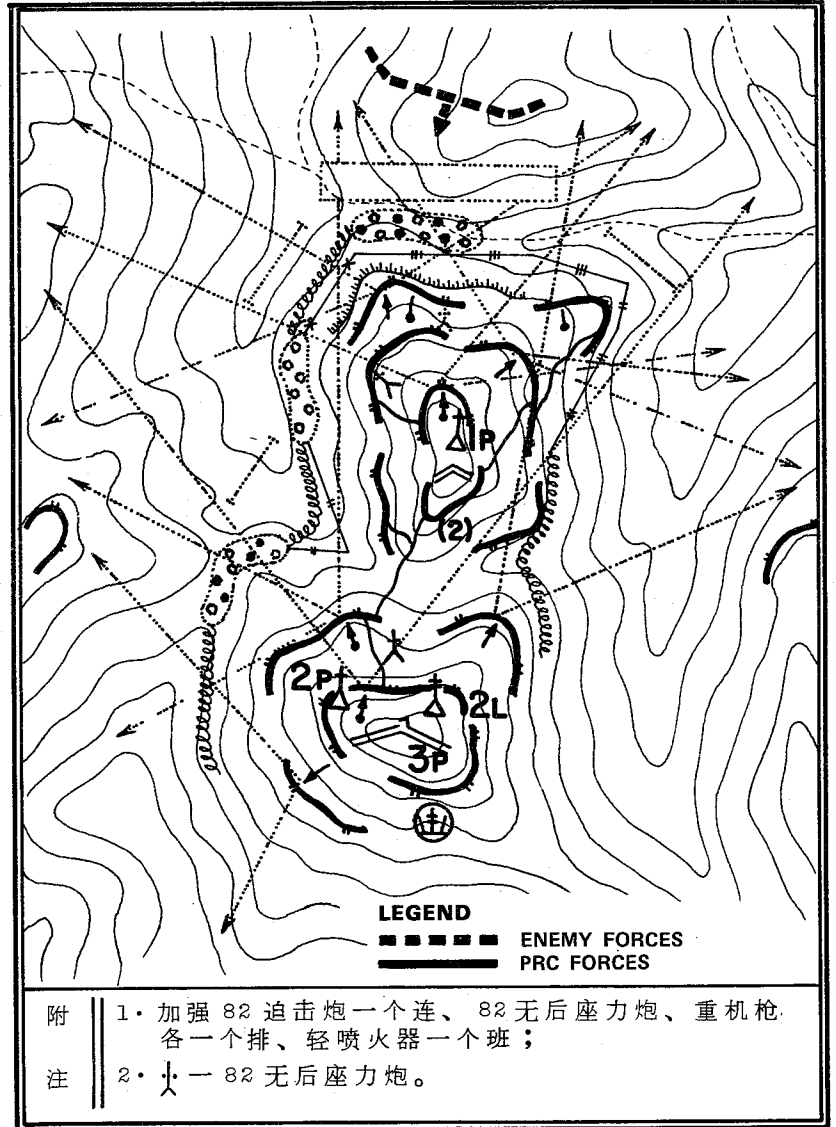 P
(2)
2P
2L
1
3P
LEGEND
ENEMY FORCES
PRC FORCES
附注
1·加强 82 迫击炮一个连、82 无后座力炮、重机枪
各一个排、轻喷火器一个班；
2· — 82 无后座力炮。